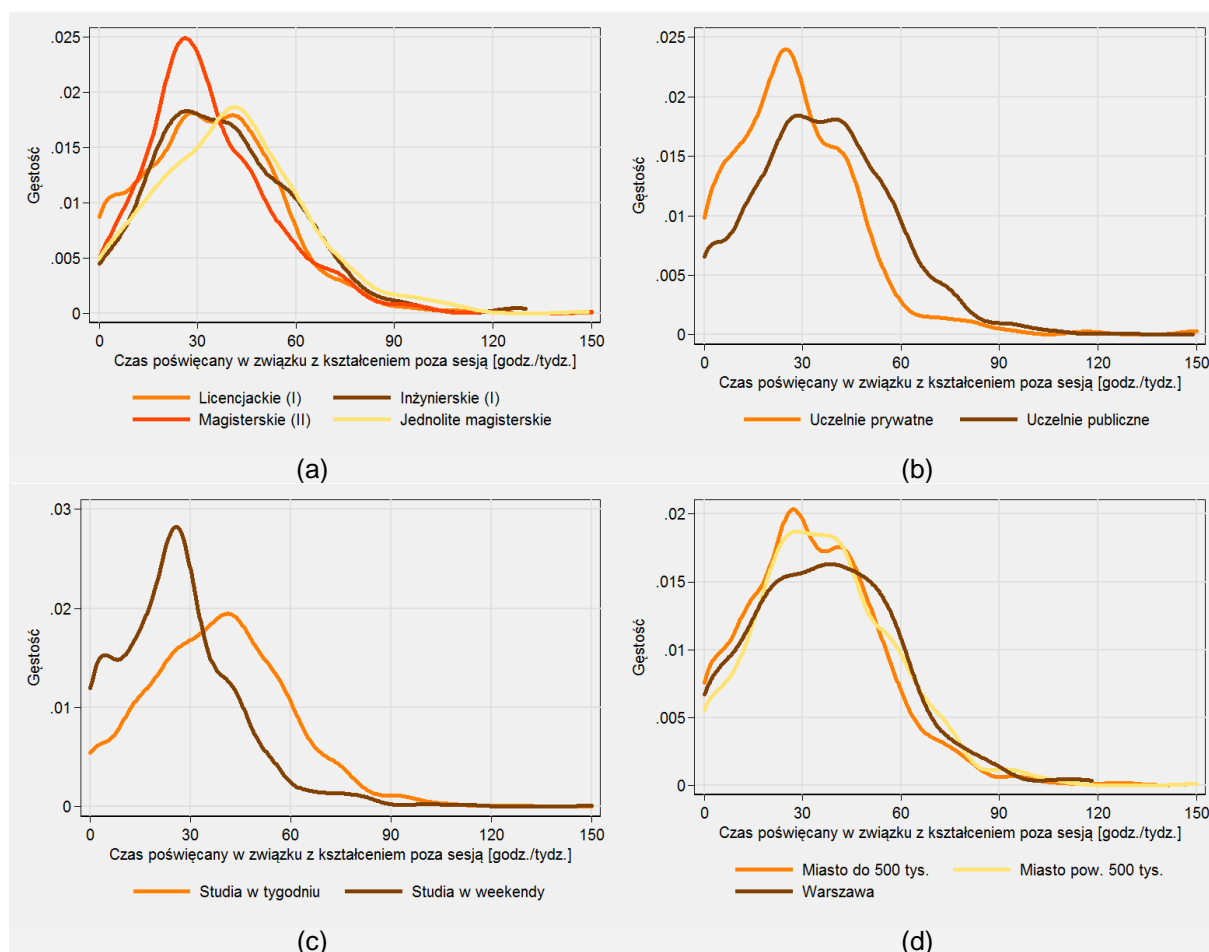 .025
.02
.015
.01
.005
0
Gęstość
0 30 60 90 120 150
Czas poświęcany w związku z kształceniem poza sesją [godz./tydz.]
Licencjackie (I) Inżynierskie (I)
Magisterskie (II) Jednolite magisterskie
(a)
.025
.02
.015
.01
.005
0
Gęstość
0 30 60 90 120 150
Czas poświęcany w związku z kształceniem poza sesją [godz./tydz.]
Uczelnie prywatne Uczelnie publiczne
(b)
.03
.02
.01
0
Gęstość
0 30 60 90 120 150
Czas poświęcany w związku z kształceniem poza sesją [godz./tydz.]
Studia w tygodniu Studia w weekendy
(c)
.02
.015
.01
.005
0
Gęstość
0 30 60 90 120 150
Czas poświęcany w związku z kształceniem poza sesją [godz./tydz.]
Miasto do 500 tys. Miasto pow. 500 tys.
Warszawa
(d)